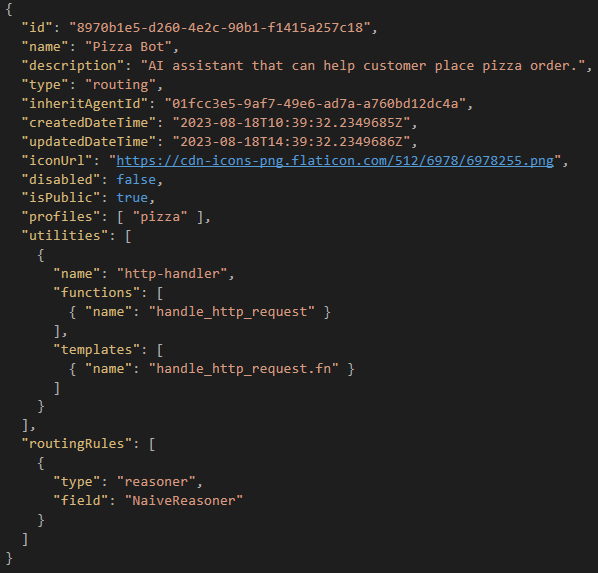 {
  "id": "8970b1e5-d260-4e2c-90b1-f1415a257c18",
  "name": "Pizza Bot",
  "description": "AI assistant that can help customer place pizza order.",
  "type": "routing",
  "inheritAgentId": "01fcc3e5-9af7-49e6-ad7a-a760bd12dc4a",
  "createdDateTime": "2023-08-18T10:39:32.2349685Z",
  "updatedDateTime": "2023-08-18T14:39:32.2349686Z",
  "iconUrl": "https://cdn-icons-png.flaticon.com/512/6978/6978255.png",
  "disabled": false,
  "isPublic": true,
  "profiles": [ "pizza" ],
  "utilities": [
    {
      "name": "http-handler",
      "functions": [
        { "name": "handle_http_request" }
      ],
      "templates": [
        { "name": "handle_http_request.fn" }
      ]
    }
  ],
  "routingRules": [
    {
      "type": "reasoner",
      "field": "NaiveReasoner"
    }
  ]
}